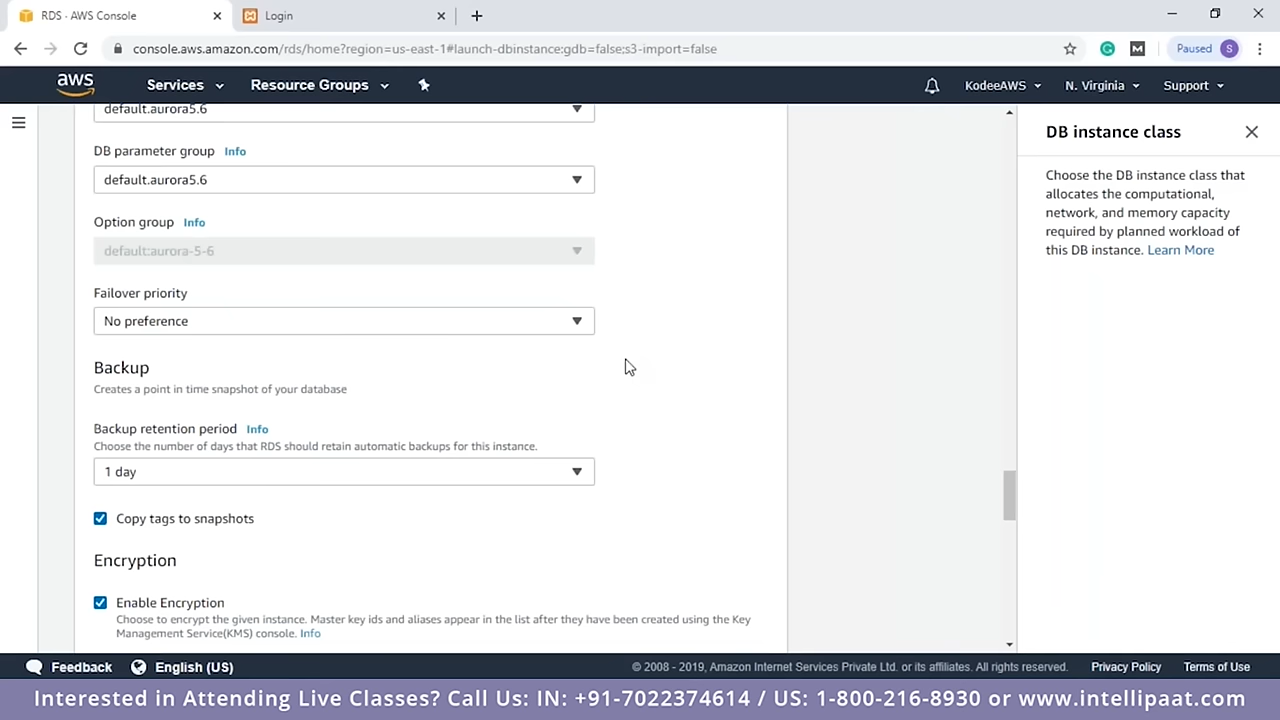 RDS · AWS Console
Login
console.aws.amazon.com/rds/home?region=us-east-1#launch-dbinstance:gdb=false;s3-import=false
Paused S
aws
Services
Resource Groups
KodeeAWS
N. Virginia
Support
default.aurora5.6
DB parameter group Info
default.aurora5.6
Option group Info
default:aurora-5-6
Failover priority
No preference
Backup
Creates a point in time snapshot of your database
Backup retention period Info
Choose the number of days that RDS should retain automatic backups for this instance.
1 day
Copy tags to snapshots
Encryption
Enable Encryption
Choose to encrypt the given instance. Master key ids and aliases appear in the list after they have been created using the Key
Management Service(KMS) console. Info
DB instance class
Choose the DB instance class that
allocates the computational,
network, and memory capacity
required by planned workload of
this DB instance. Learn More
Feedback
English (US)
© 2008 - 2019, Amazon Internet Services Private Ltd. or its affiliates. All rights reserved.
Privacy Policy
Terms of Use
Interested in Attending Live Classes? Call Us: IN: +91-7022374614 / US: 1-800-216-8930 or www.intellipaat.com